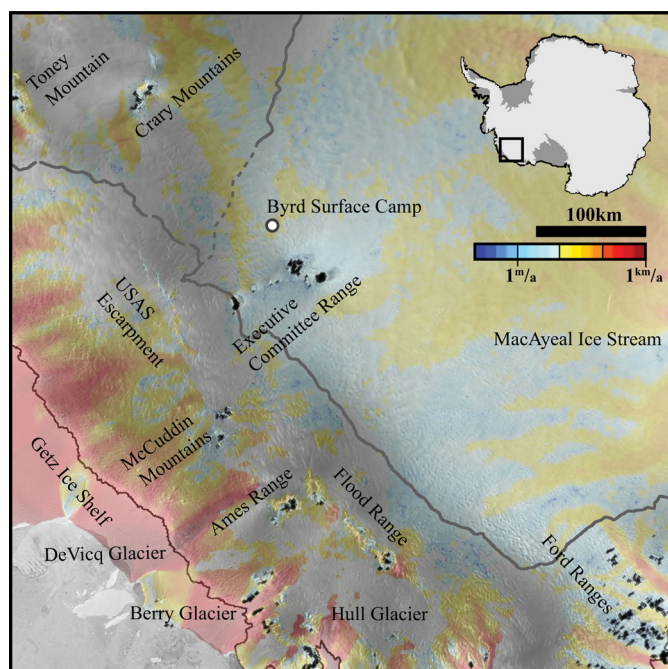 Toney
Mountain
Crary Mountains
Byrd Surface Camp
100km
1m/a
1km/a
USAS
Escarpment
Executive
Committee Range
MacAyeal Ice Stream
McCuddin
Mountains
Getz Ice Shelf
Ames Range
Flood Range
DeVicq Glacier
Ford Ranges
Berry Glacier
Hull Glacier